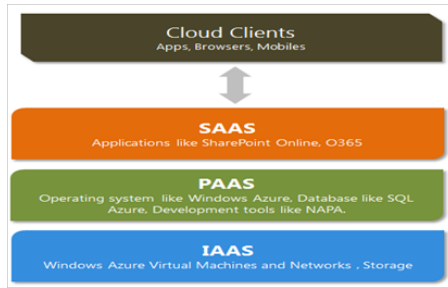 Cloud Clients
Apps, Browsers, Mobiles
SAAS
Applications like SharePoint Online, O365
PAAS
Operating system like Windows Azure, Database like SQL
Azure, Development tools like NAPA.
IAAS
Windows Azure Virtual Machines and Networks , Storage